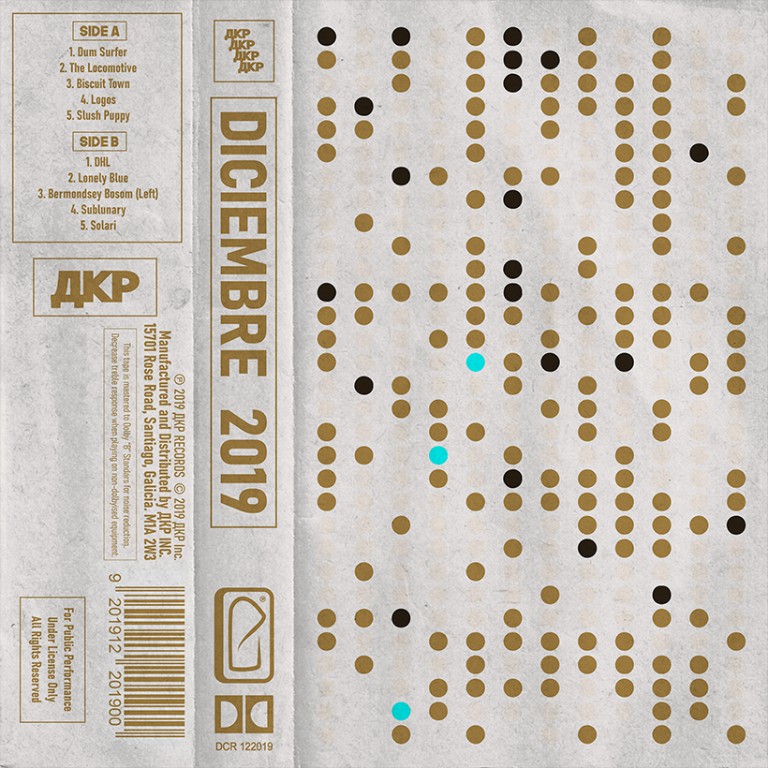 SIDE A
1. Dum Surfer
2. The Locomotive
3. Biscuit Town
4. Logos
5. Slush Puppy
SIDE B
1. DHL
2. Lonely Blue
3. Bermondsey Bosom (Left)
4. Sublunary
5. Solari
ДКР
℗ 2019 ДКР RECORDS © 2019 ДКР Inc.
Manufactured and Distributed by ДКР INC.
15701 Rose Road, Santiago, Galicia. M1A 2W3
This tape is mastered to Dolby "B" Standars for noise reduction.
Decrease treble response when playing on non-dolbyised equipment.
9 201912 201900
For Public Performance
Under License Only
All Rights Reserved
ДКР
ДКР
ДКР
ДКР
DICIEMBRE 2019
®
DCR 122019